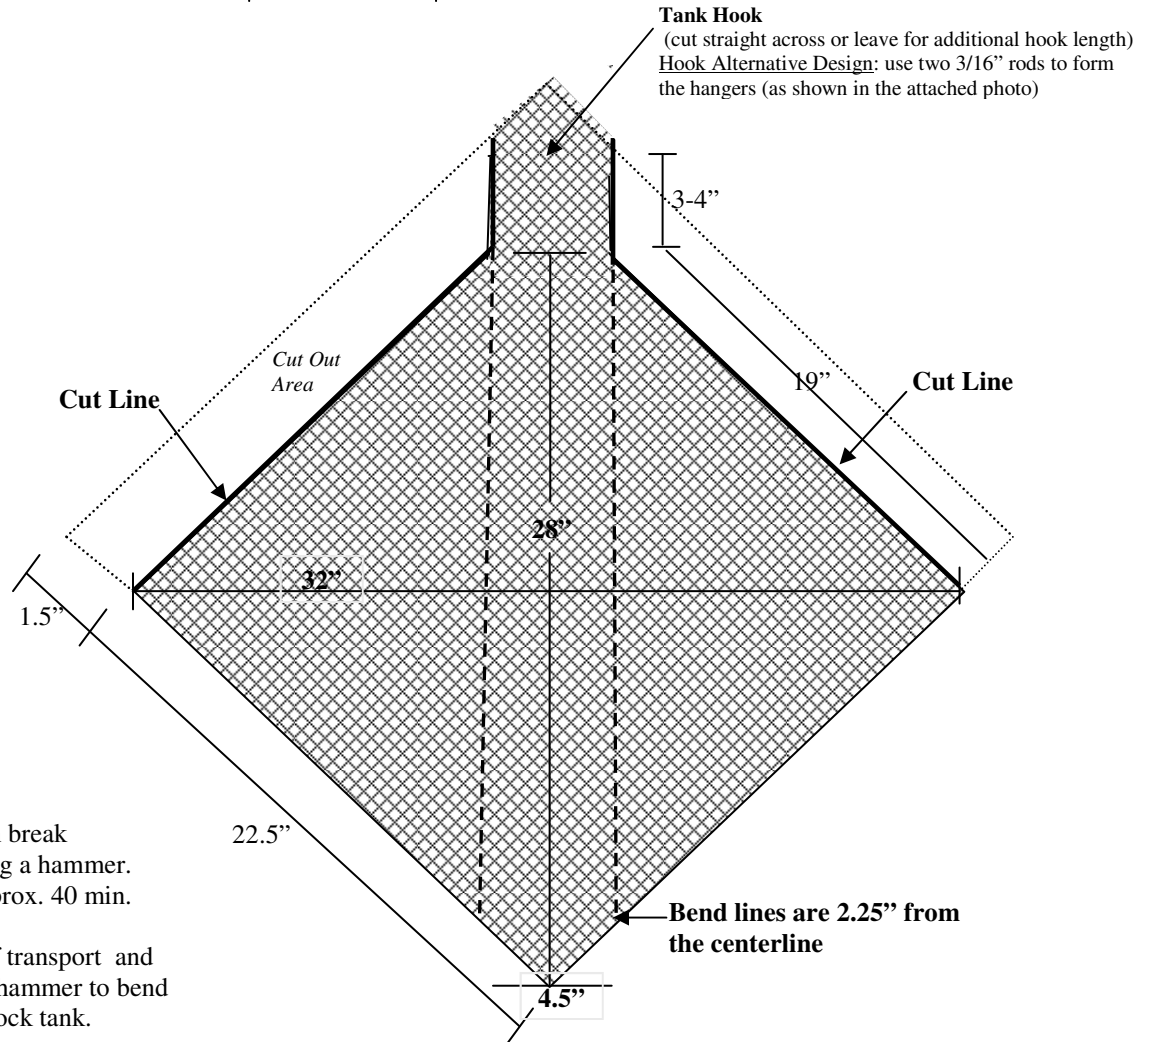 Tank Hook
(cut straight across or leave for additional hook length)
Hook Alternative Design: use two 3/16” rods to form
the hangers (as shown in the attached photo)
3-4”
Cut Out
Area
19”
Cut Line
Cut Line
28”
32”
1.5”
22.5”
break
g a hammer.
prox. 40 min.
Bend lines are 2.25” from
the centerline
transport and
hammer to bend
ock tank.
4.5”